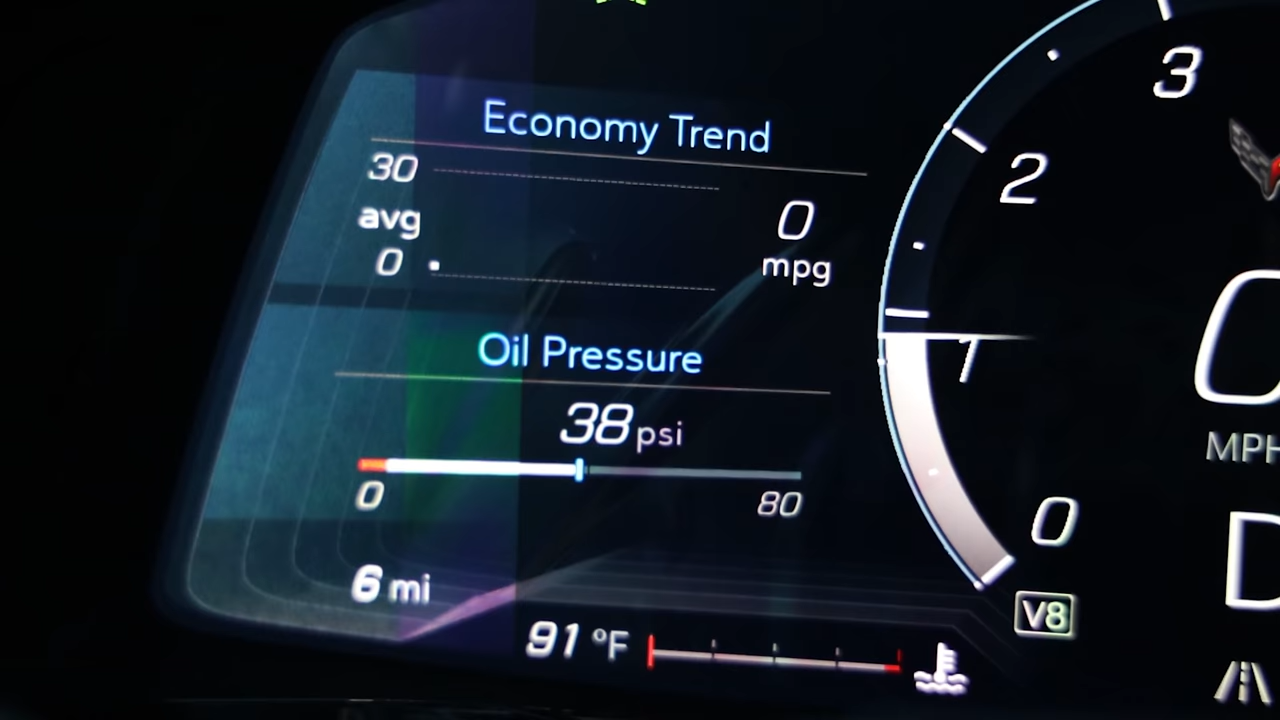 Economy Trend
30
avg
0
0
mpg
Oil Pressure
38 psi
0
80
6 mi
91 °F
3
2
1
0
V8
0
MPH
D